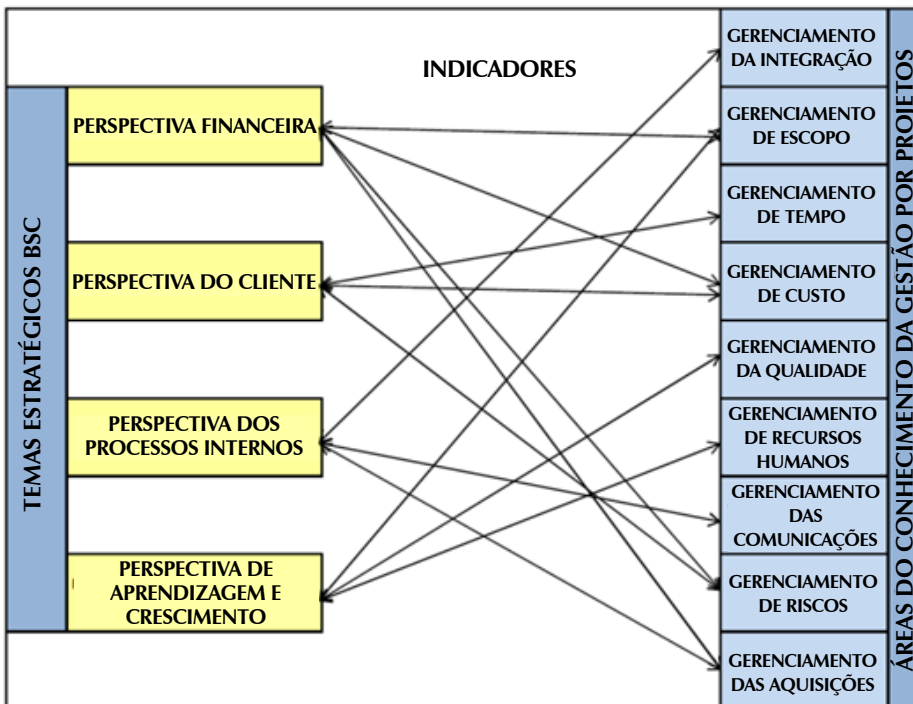 INDICADORES
TEMAS ESTRATÉGICOS BSC
PERSPECTIVA FINANCEIRA
PERSPECTIVA DO CLIENTE
PERSPECTIVA DOS
PROCESSOS INTERNOS
PERSPECTIVA DE
APRENDIZAGEM E
CRESCIMENTO
GERENCIAMENTO
DA INTEGRAÇÃO
GERENCIAMENTO
DE ESCOPO
GERENCIAMENTO
DE TEMPO
GERENCIAMENTO
DE CUSTO
GERENCIAMENTO
DA QUALIDADE
GERENCIAMENTO
DE RECURSOS
HUMANOS
GERENCIAMENTO
DAS
COMUNICAÇÕES
GERENCIAMENTO
DE RISCOS
GERENCIAMENTO
DAS AQUISIÇÕES
ÁREAS DO CONHECIMENTO DA GESTÃO POR PROJETOS